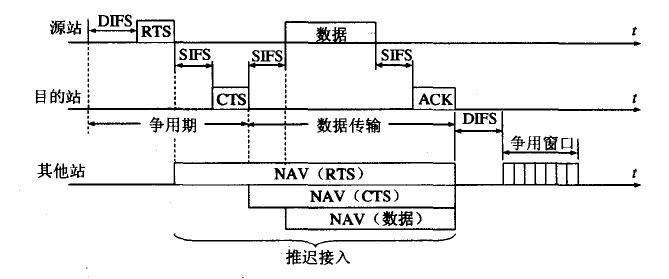 源站
DIFS
RTS
数据
t
SIFS
SIFS
SIFS
目的站
CTS
ACK
t
DIFS
争用期
数据传输
争用窗口
其他站
NAV（RTS）
t
NAV（CTS）
NAV（数据）
推迟接入